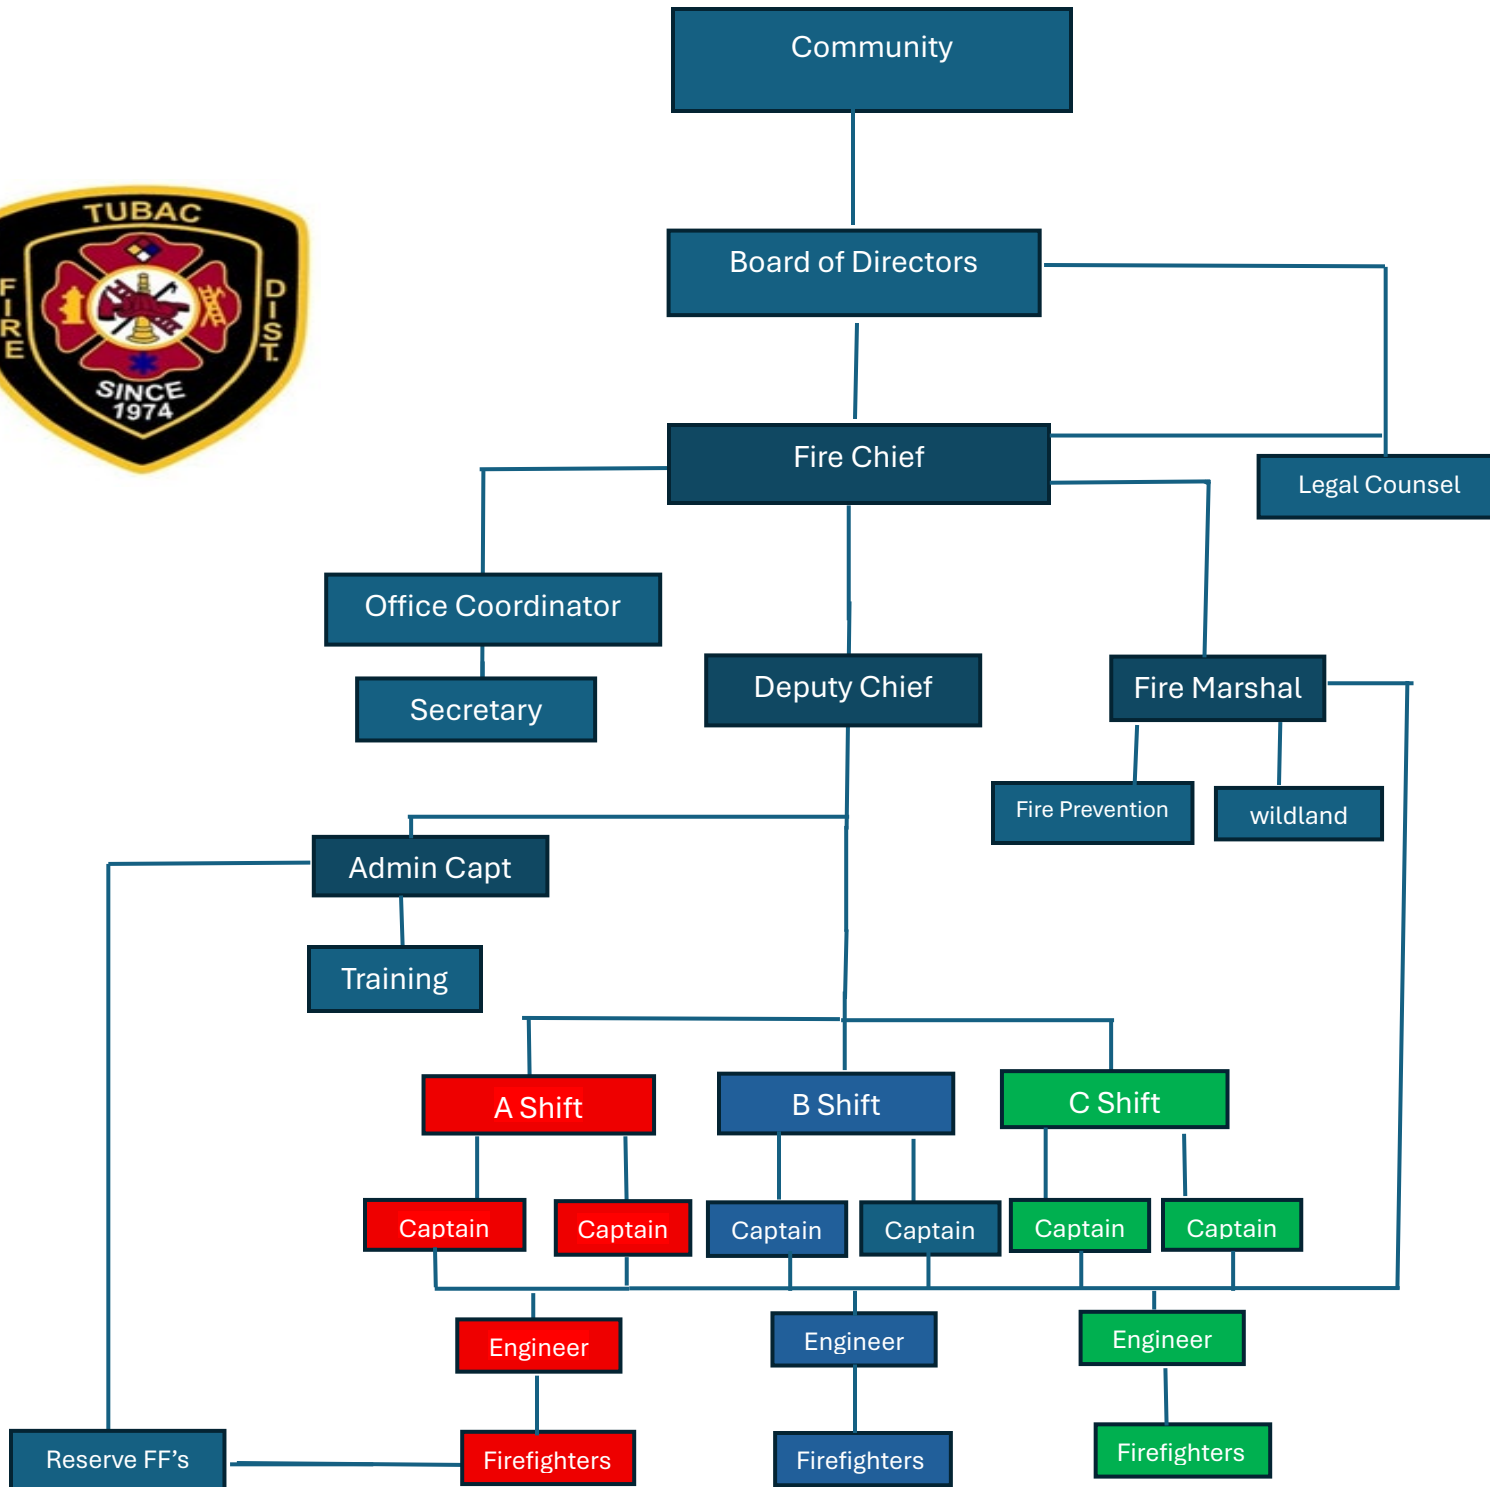 Community
TUBAC
FIRE
DIST.
SINCE
1974
Board of Directors
Fire Chief
Legal Counsel
Office Coordinator
Secretary
Deputy Chief
Fire Marshal
Fire Prevention
wildland
Admin Capt
Training
A Shift
B Shift
C Shift
Captain
Captain
Captain
Captain
Captain
Captain
Engineer
Engineer
Engineer
Reserve FF’s
Firefighters
Firefighters
Firefighters